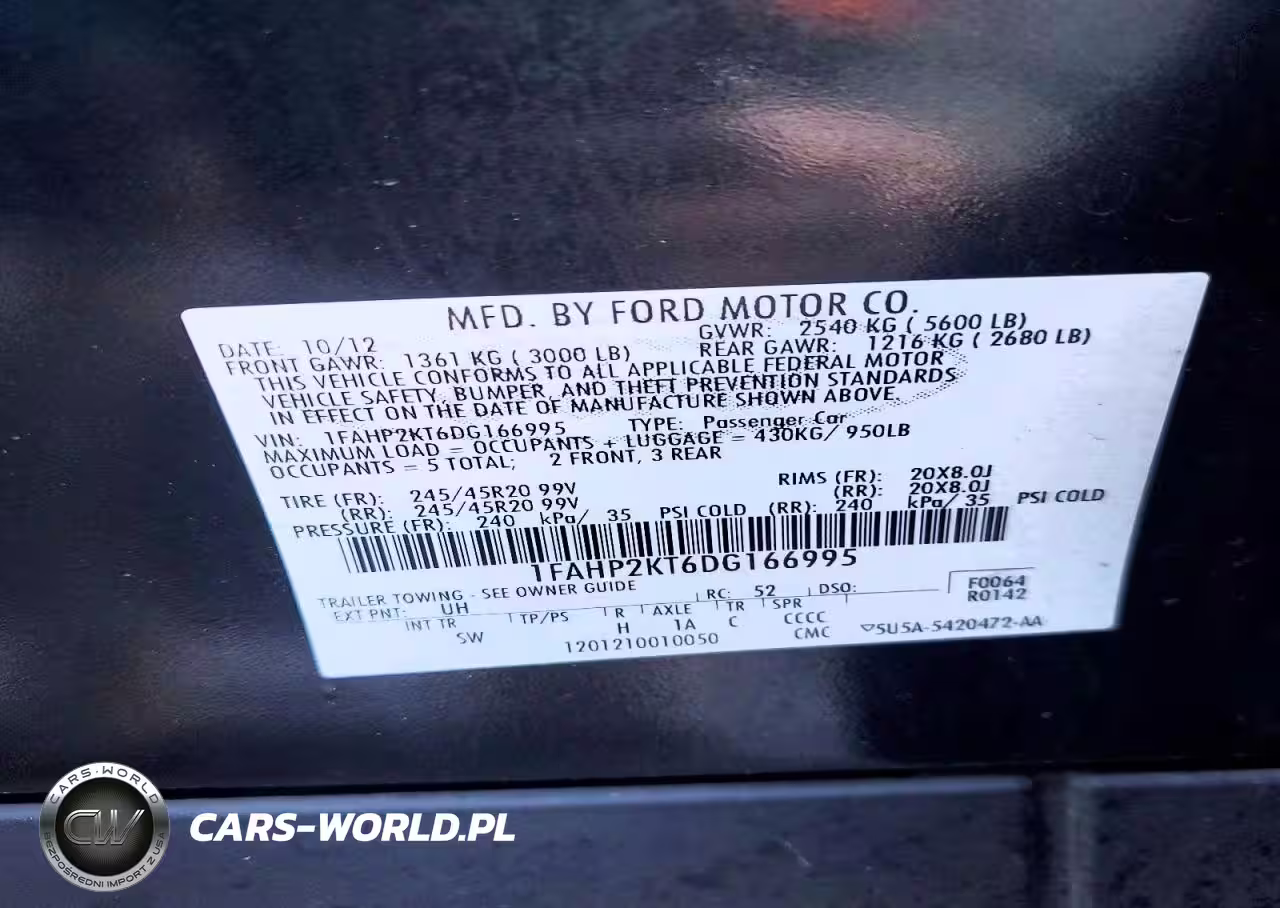 MFD. BY FORD MOTOR CO.
DATE: 10/12 GVWR: 2540 KG ( 5600 LB)
FRONT GAWR: 1361 KG ( 3000 LB) REAR GAWR: 1216 KG ( 2680 LB)
THIS VEHICLE CONFORMS TO ALL APPLICABLE FEDERAL MOTOR
VEHICLE SAFETY, BUMPER, AND THEFT PREVENTION STANDARDS
IN EFFECT ON THE DATE OF MANUFACTURE SHOWN ABOVE.
VIN: 1FAHP2KT6DG166995 TYPE: Passenger Car
MAXIMUM LOAD = OCCUPANTS + LUGGAGE = 430KG/ 950LB
OCCUPANTS = 5 TOTAL; 2 FRONT, 3 REAR
TIRE (FR): 245/45R20 99V RIMS (FR): 20X8.0J
(RR): 245/45R20 99V (RR): 20X8.0J
PRESSURE (FR): 240 kPa/ 35 PSI COLD (RR): 240 kPa/ 35 PSI COLD
1FAHP2KT6DG166995
TRAILER TOWING - SEE OWNER GUIDE
EXT PNT: UH RC: 52 DSO: F0064
R0142
INT TR TP/PS R AXLE TR SPR
SW H 1A C CCCC
1201210010050 CMC ▽5U5A-5420472-AA
CARS-WORLD
CW
BEZPOŚREDNI IMPORT Z USA
CARS-WORLD.PL